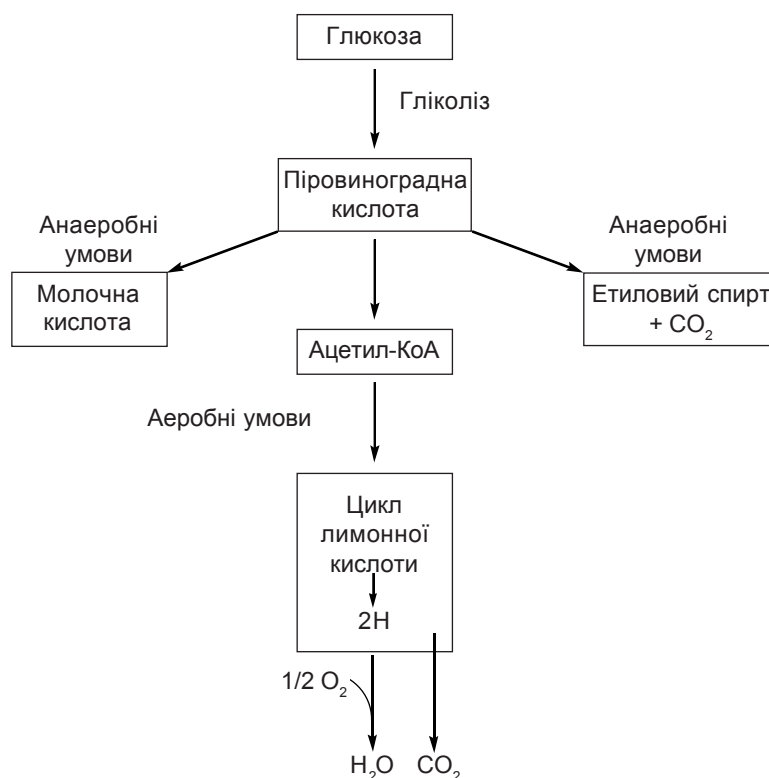 Глюкоза
Гліколіз
Піровиноградна
кислота
Анаеробні
умови
Анаеробні
умови
Молочна
кислота
Етиловий спирт
+ CO₂
Ацетил-КоА
Аеробні умови
Цикл
лимонної
кислоти
2H
1/2 O₂
H₂O CO₂